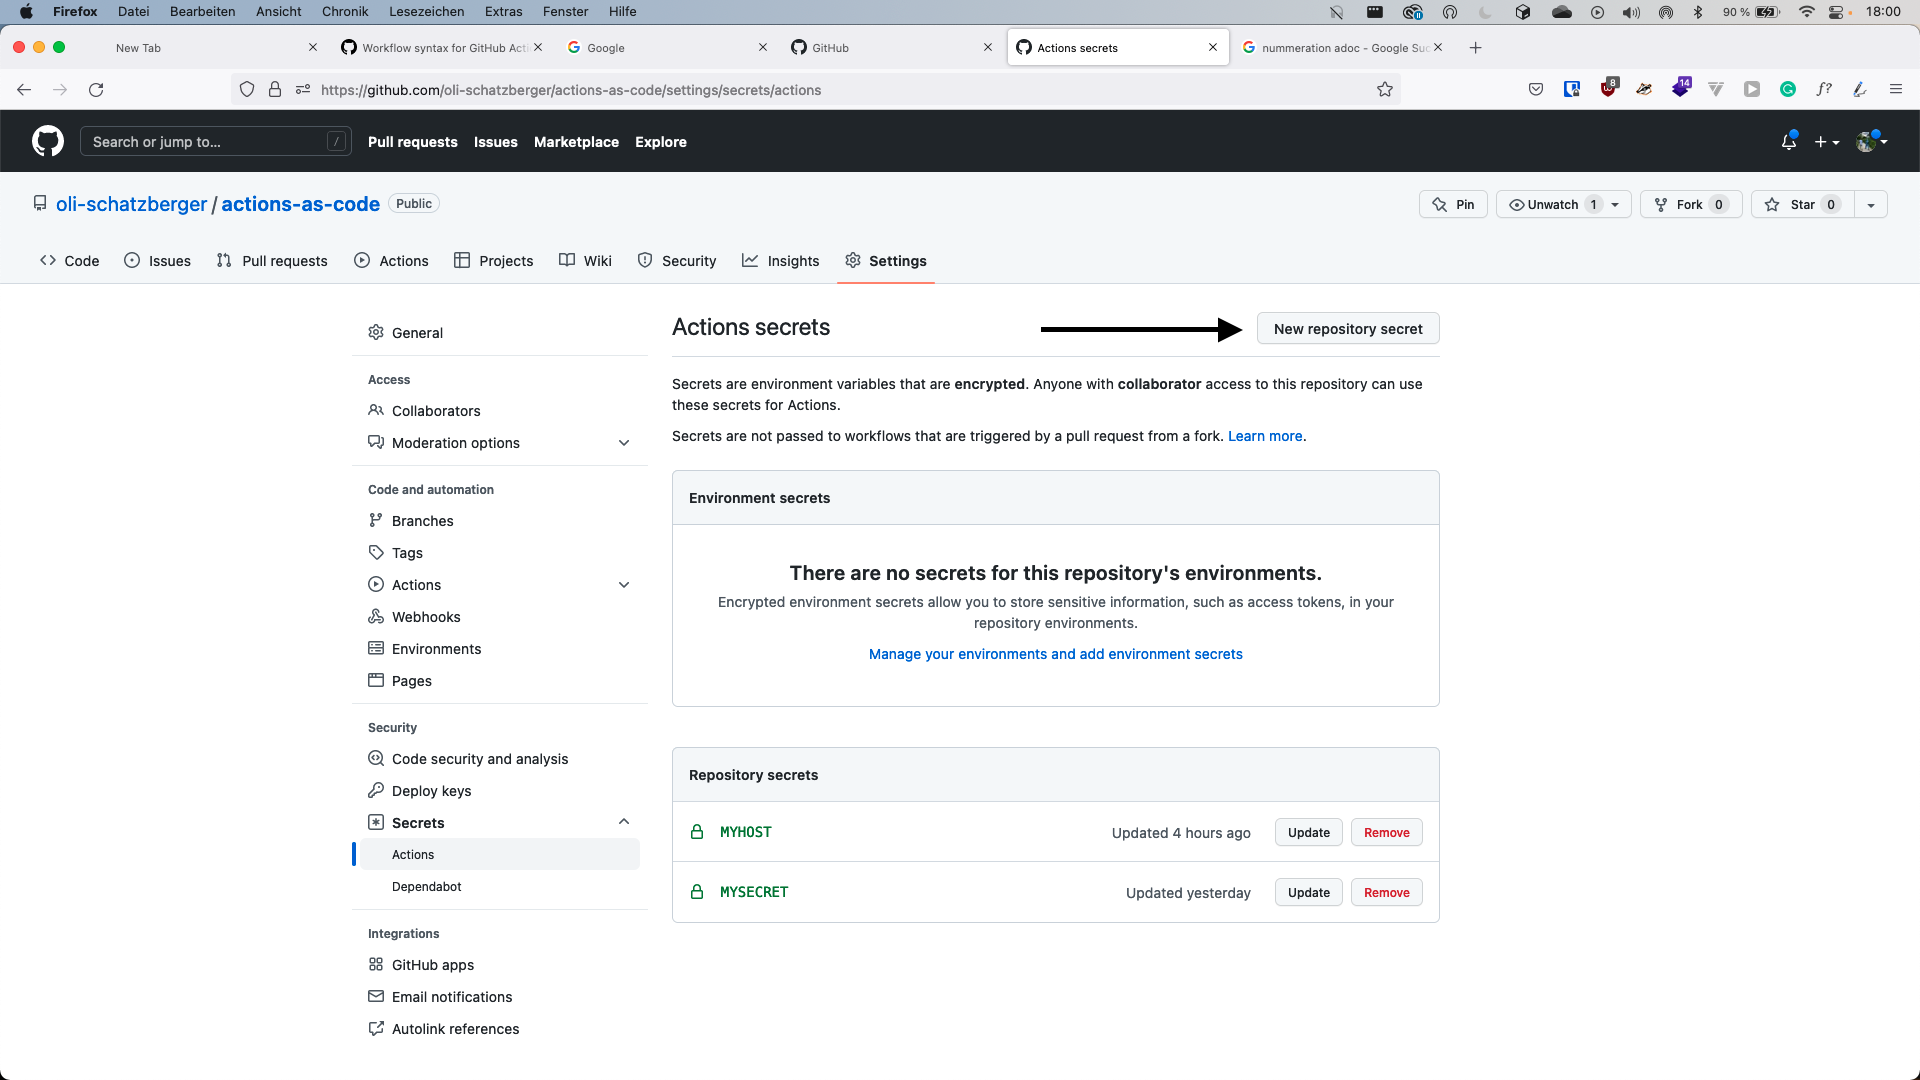 Firefox Datei Bearbeiten Ansicht Chronik Lesezeichen Extras Fenster Hilfe 90 % 18:00
New Tab Workflow syntax for GitHub Acti Google GitHub Actions secrets nummeration adoc - Google Suc
https://github.com/oli-schatzberger/actions-as-code/settings/secrets/actions 8 14 f?
Search or jump to... / Pull requests Issues Marketplace Explore
oli-schatzberger / actions-as-code Public Pin Unwatch 1 Fork 0 Star 0
Code Issues Pull requests Actions Projects Wiki Security Insights Settings
General
Access
Collaborators
Moderation options
Code and automation
Branches
Tags
Actions
Webhooks
Environments
Pages
Security
Code security and analysis
Deploy keys
Secrets
Actions
Dependabot
Integrations
GitHub apps
Email notifications
Autolink references
Actions secrets New repository secret
Secrets are environment variables that are encrypted. Anyone with collaborator access to this repository can use
these secrets for Actions.
Secrets are not passed to workflows that are triggered by a pull request from a fork. Learn more.
Environment secrets
There are no secrets for this repository's environments.
Encrypted environment secrets allow you to store sensitive information, such as access tokens, in your
repository environments.
Manage your environments and add environment secrets
Repository secrets
MYHOST Updated 4 hours ago Update Remove
MYSECRET Updated yesterday Update Remove